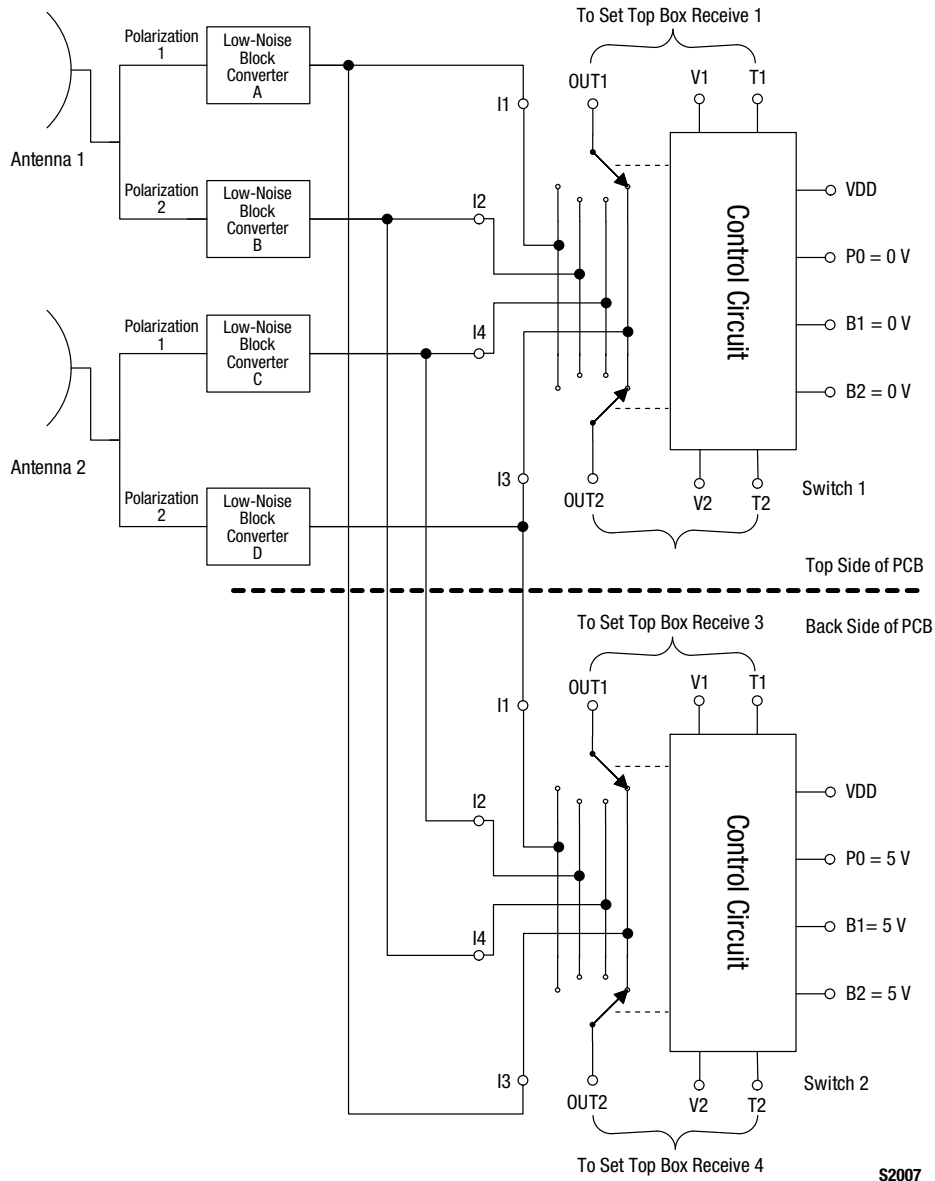 To Set Top Box Receive 1
OUT1
V1
T1
Polarization
1
Low-Noise
Block
Converter
A
I1
Antenna 1
Polarization
2
Low-Noise
Block
Converter
B
I2
Control Circuit
VDD
P0 = 0 V
B1 = 0 V
B2 = 0 V
Polarization
1
Low-Noise
Block
Converter
C
I4
Antenna 2
Polarization
2
Low-Noise
Block
Converter
D
I3
OUT2
V2
T2
Switch 1
Top Side of PCB
Back Side of PCB
To Set Top Box Receive 3
OUT1
V1
T1
I1
I2
I4
Control Circuit
VDD
P0 = 5 V
B1= 5 V
B2 = 5 V
I3
OUT2
V2
T2
Switch 2
To Set Top Box Receive 4
S2007